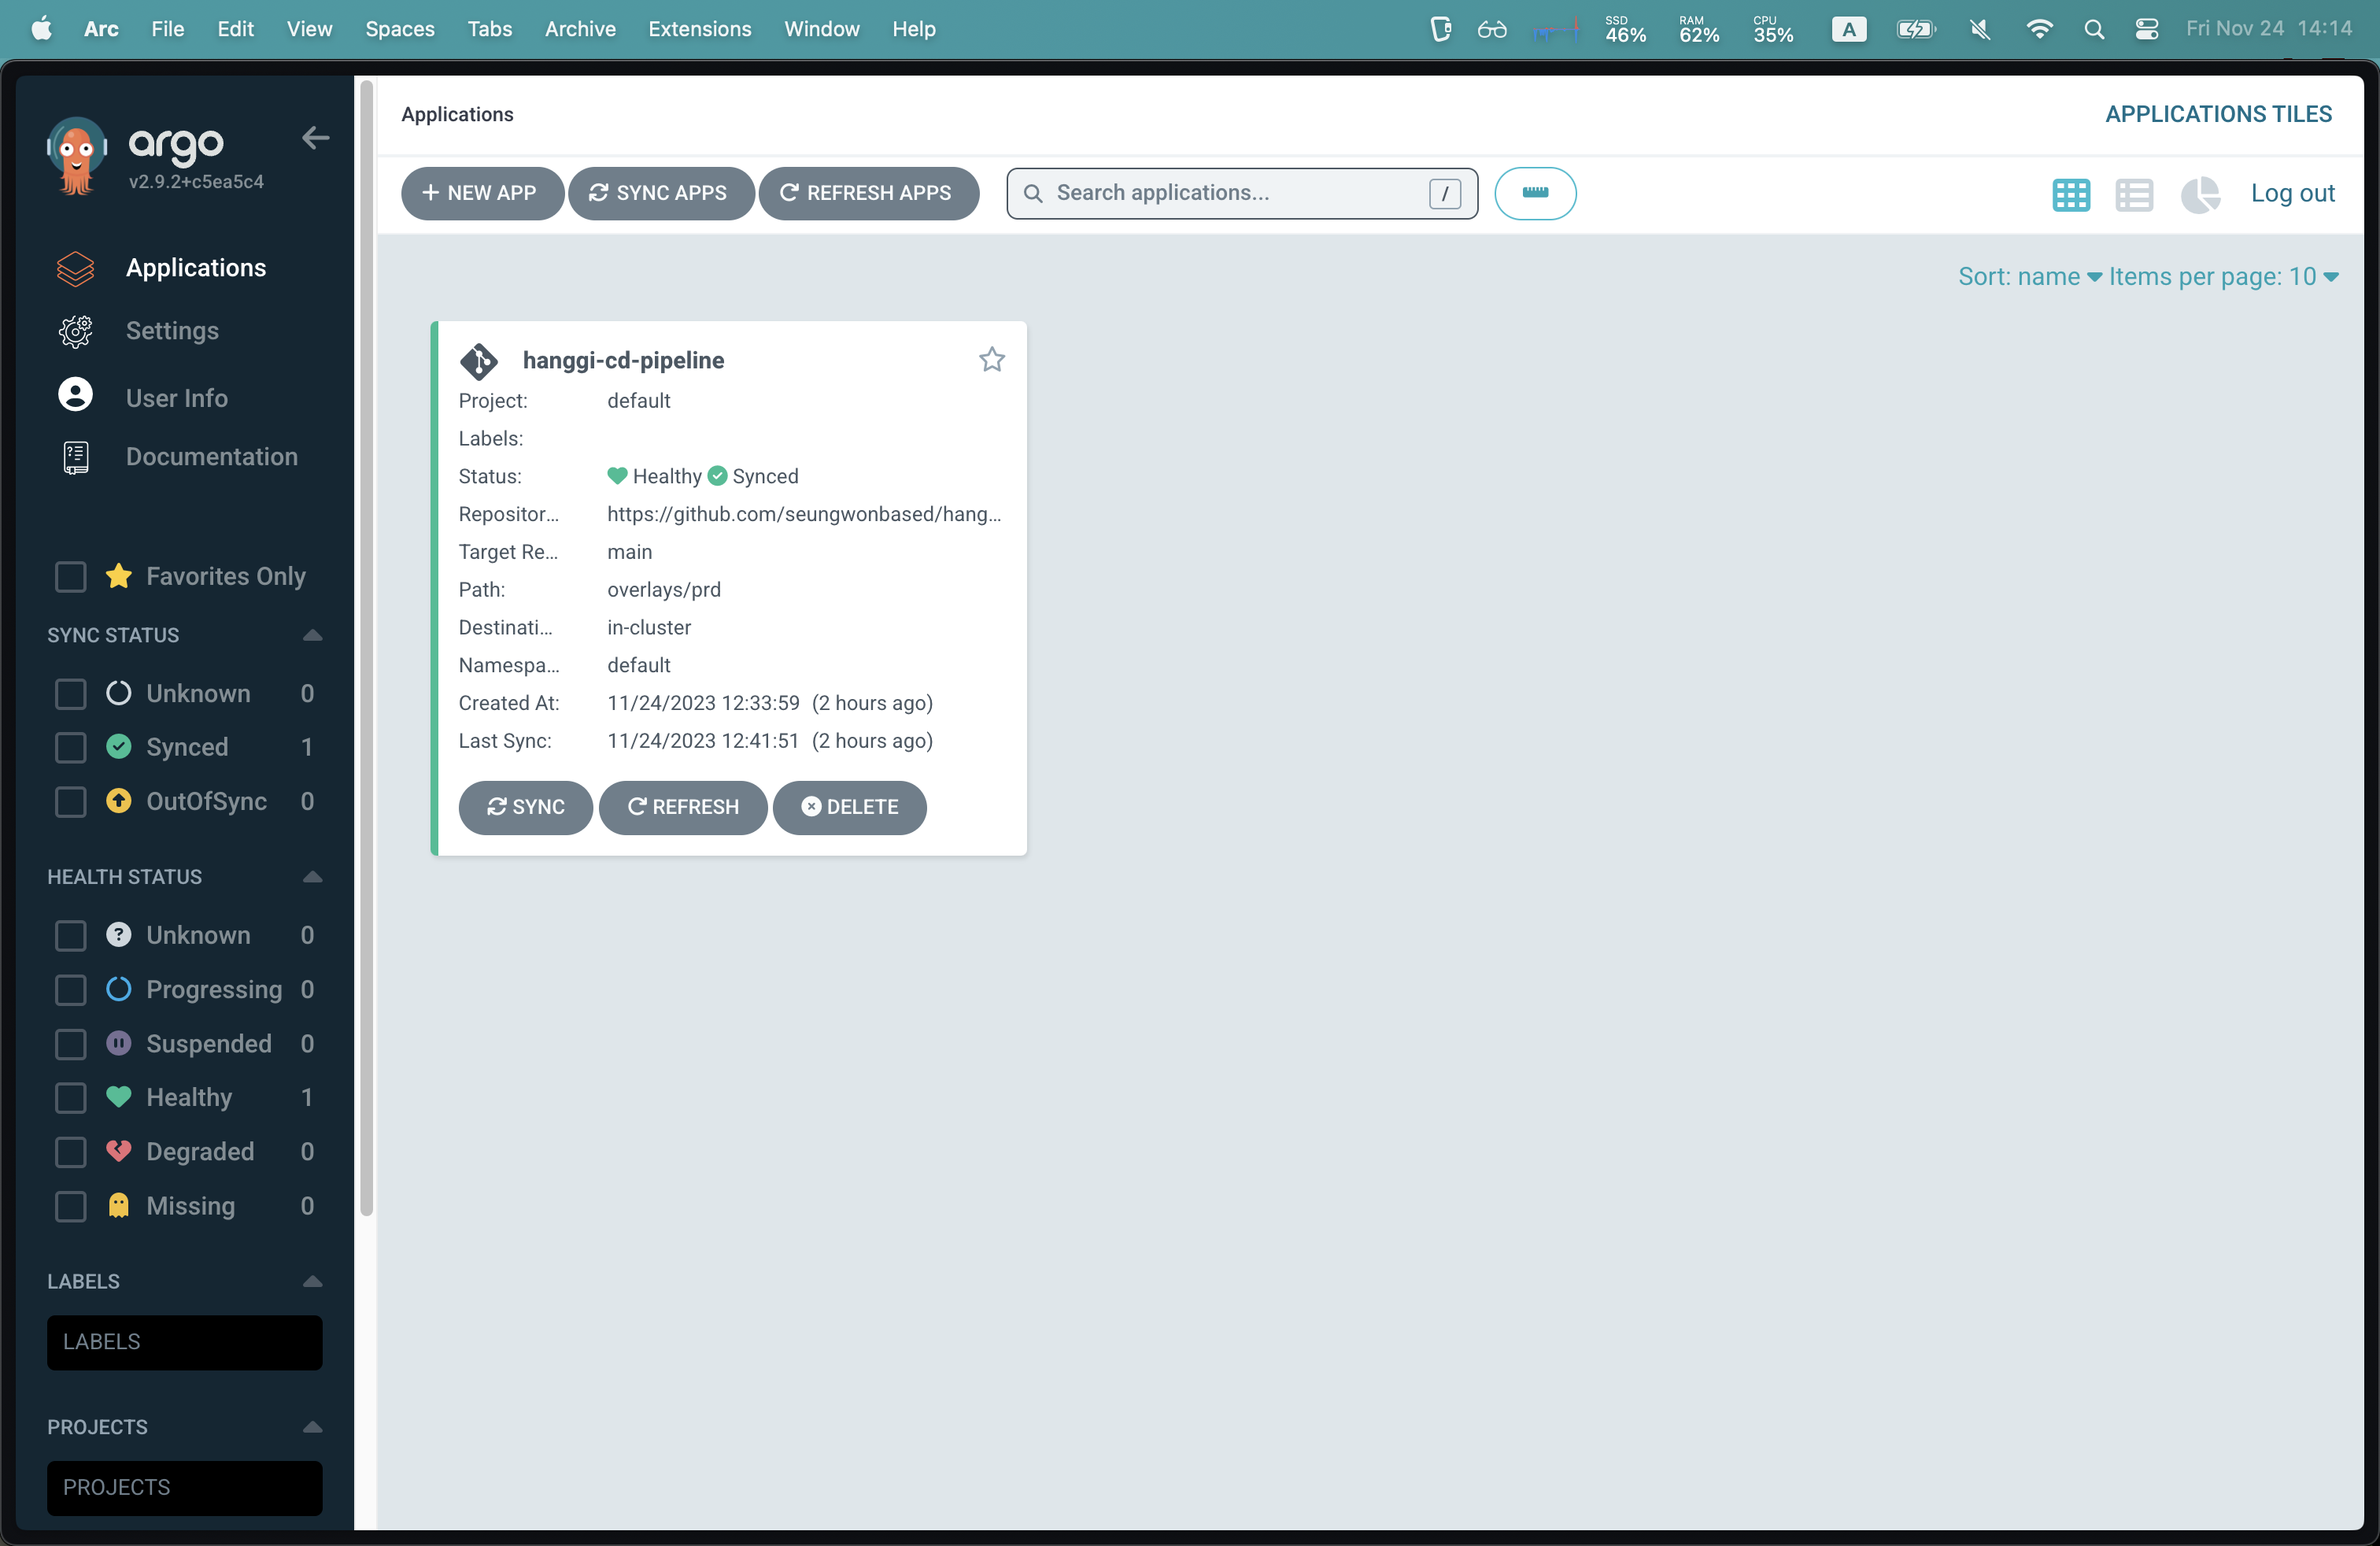 Arc File Edit View Spaces Tabs Archive Extensions Window Help SSD 46% RAM 62% CPU 35% A Fri Nov 24 14:14
argo
v2.9.2+c5ea5c4
Applications
Settings
User Info
Documentation
Favorites Only
SYNC STATUS
Unknown 0
Synced 1
OutOfSync 0
HEALTH STATUS
Unknown 0
Progressing 0
Suspended 0
Healthy 1
Degraded 0
Missing 0
LABELS
LABELS
PROJECTS
PROJECTS
Applications APPLICATIONS TILES
+ NEW APP SYNC APPS REFRESH APPS Search applications... / Log out
Sort: name Items per page: 10
hanggi-cd-pipeline
Project: default
Labels:
Status: Healthy Synced
Repositor... https://github.com/seungwonbased/hang...
Target Re... main
Path: overlays/prd
Destinati... in-cluster
Namespa... default
Created At: 11/24/2023 12:33:59 (2 hours ago)
Last Sync: 11/24/2023 12:41:51 (2 hours ago)
SYNC REFRESH DELETE